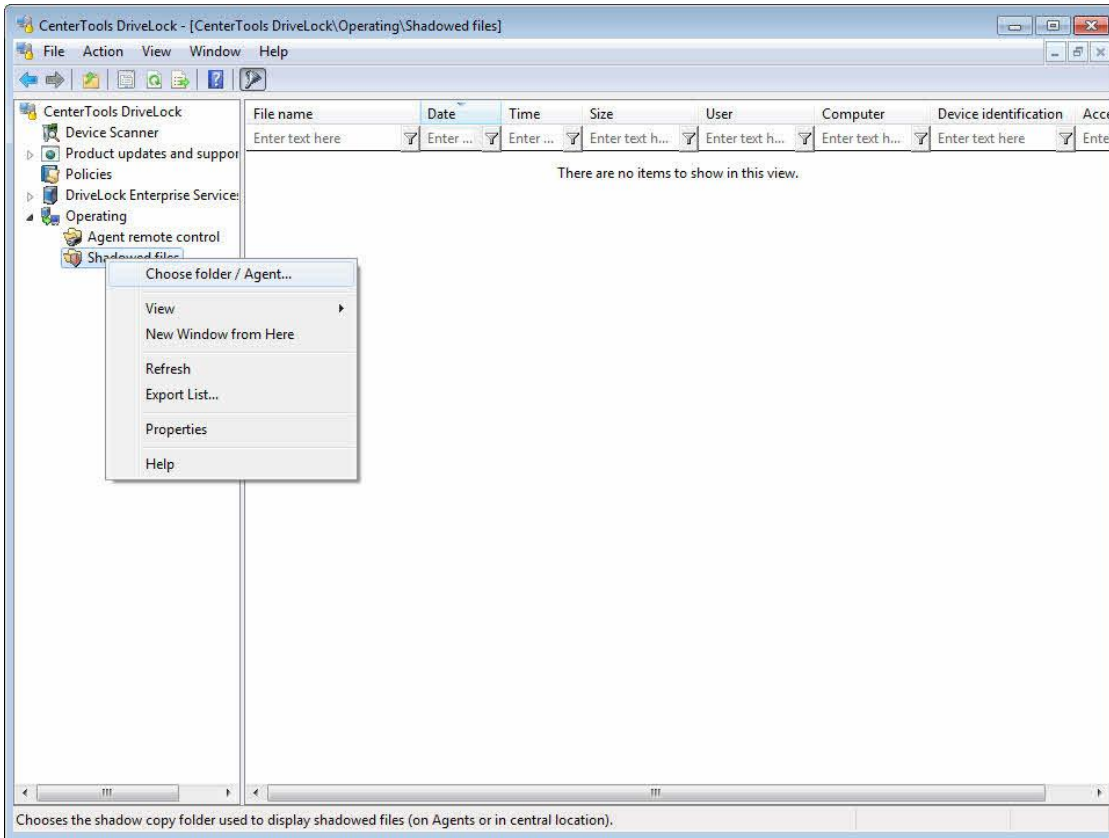 CenterTools DriveLock - [CenterTools DriveLock\Operating\Shadowed files]
File Action View Window Help
CenterTools DriveLock
Device Scanner
Product updates and suppor
Policies
DriveLock Enterprise Service
Operating
Agent remote control
Shadowed files
File name Date Time Size User Computer Device identification Acce
Enter text here Enter ... Enter ... Enter text h... Enter text h... Enter text h... Enter text here Ente
There are no items to show in this view.
Choose folder / Agent...
View
New Window from Here
Refresh
Export List...
Properties
Help
Chooses the shadow copy folder used to display shadowed files (on Agents or in central location).